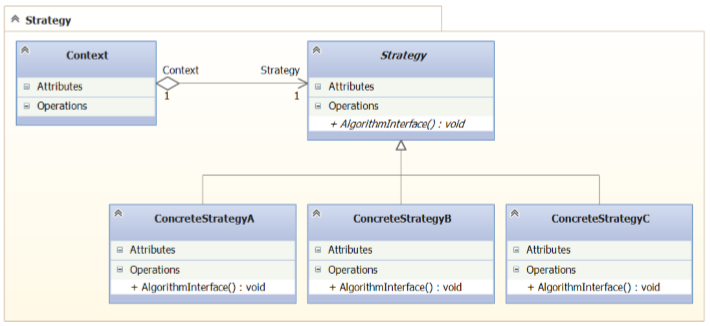 Strategy
Context
Attributes
Operations
Context
1
Strategy
1
Strategy
Attributes
Operations
+ AlgorithmInterface() : void
ConcreteStrategyA
Attributes
Operations
+ AlgorithmInterface() : void
ConcreteStrategyB
Attributes
Operations
+ AlgorithmInterface() : void
ConcreteStrategyC
Attributes
Operations
+ AlgorithmInterface() : void